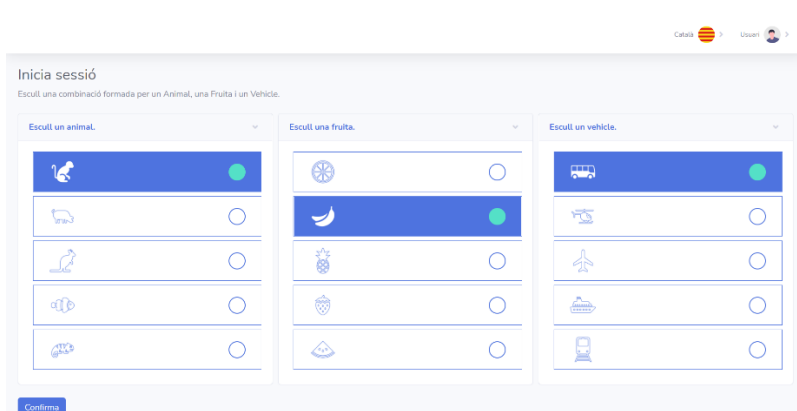 Català
Usuari
Inicia sessió
Escull una combinació formada per un Animal, una Fruita i un Vehicle.
Escull un animal.
Escull una fruita.
Escull un vehicle.
Confirma